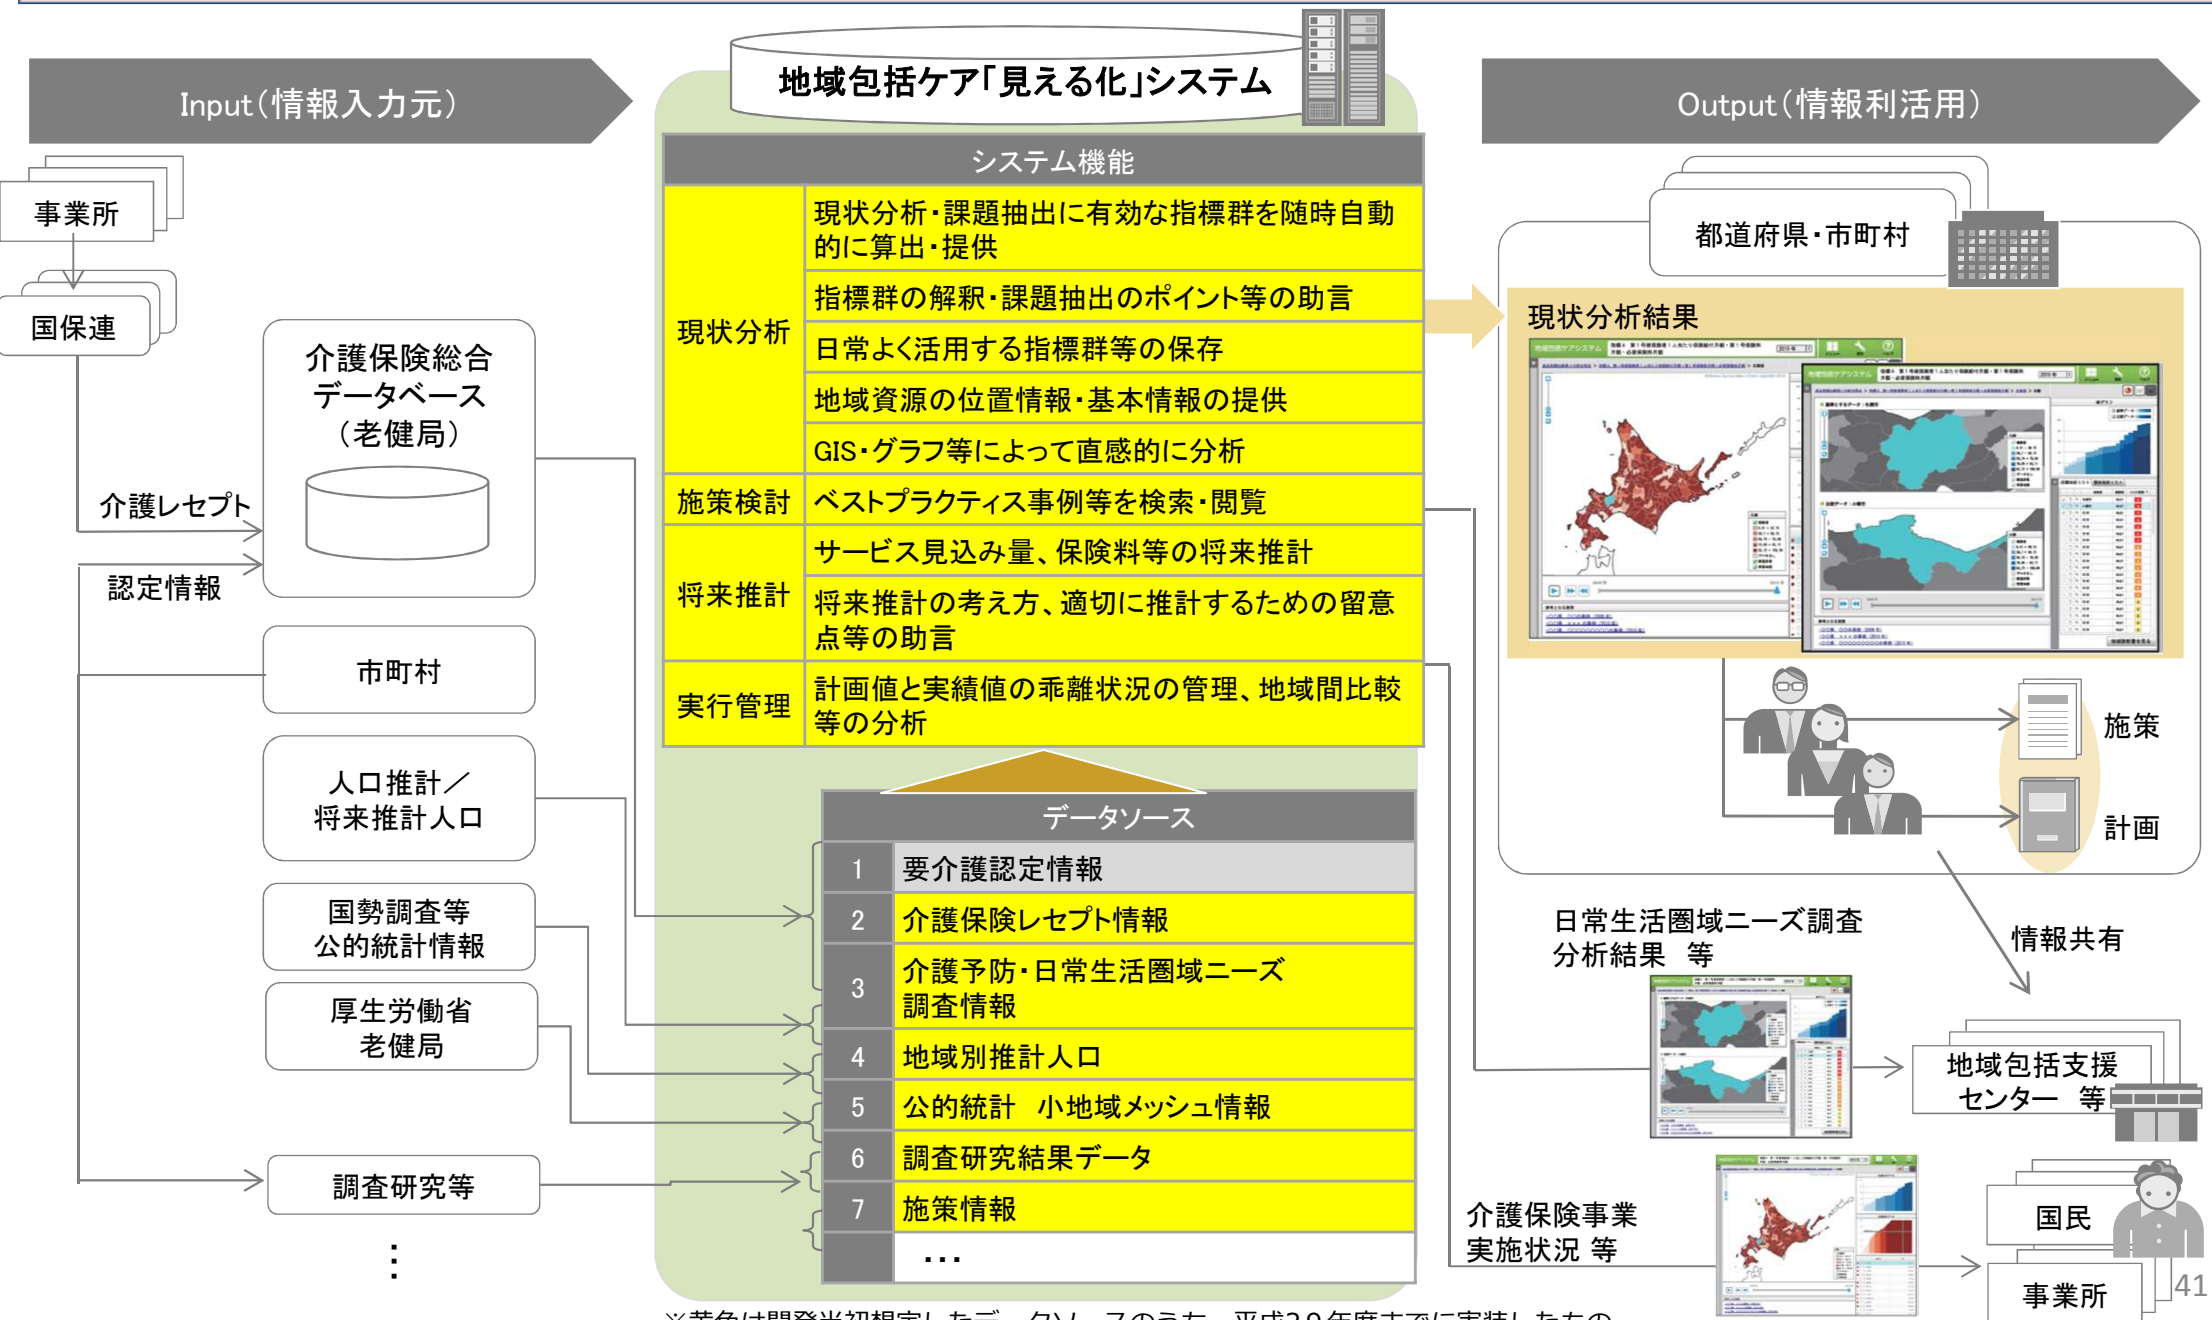 地域包括ケア「見える化」システム
Input（情報入力元）
Output（情報利活用）
事業所
国保連
介護保険総合
データベース
（老健局）
介護レセプト
認定情報
市町村
人口推計／
将来推計人口
国勢調査等
公的統計情報
厚生労働省
老健局
調査研究等
⋮
システム機能
現状分析
現状分析・課題抽出に有効な指標群を随時自動
的に算出・提供
指標群の解釈・課題抽出のポイント等の助言
日常よく活用する指標群等の保存
地域資源の位置情報・基本情報の提供
GIS・グラフ等によって直感的に分析
施策検討
ベストプラクティス事例等を検索・閲覧
将来推計
サービス見込み量、保険料等の将来推計
将来推計の考え方、適切に推計するための留意
点等の助言
実行管理
計画値と実績値の乖離状況の管理、地域間比較
等の分析
データソース
1 要介護認定情報
2 介護保険レセプト情報
3 介護予防・日常生活圏域ニーズ
調査情報
4 地域別推計人口
5 公的統計　小地域メッシュ情報
6 調査研究結果データ
7 施策情報
・・・
都道府県・市町村
現状分析結果
施策
計画
日常生活圏域ニーズ調査
分析結果　等
情報共有
地域包括支援
センター　等
介護保険事業
実施状況 等
国民
事業所
41